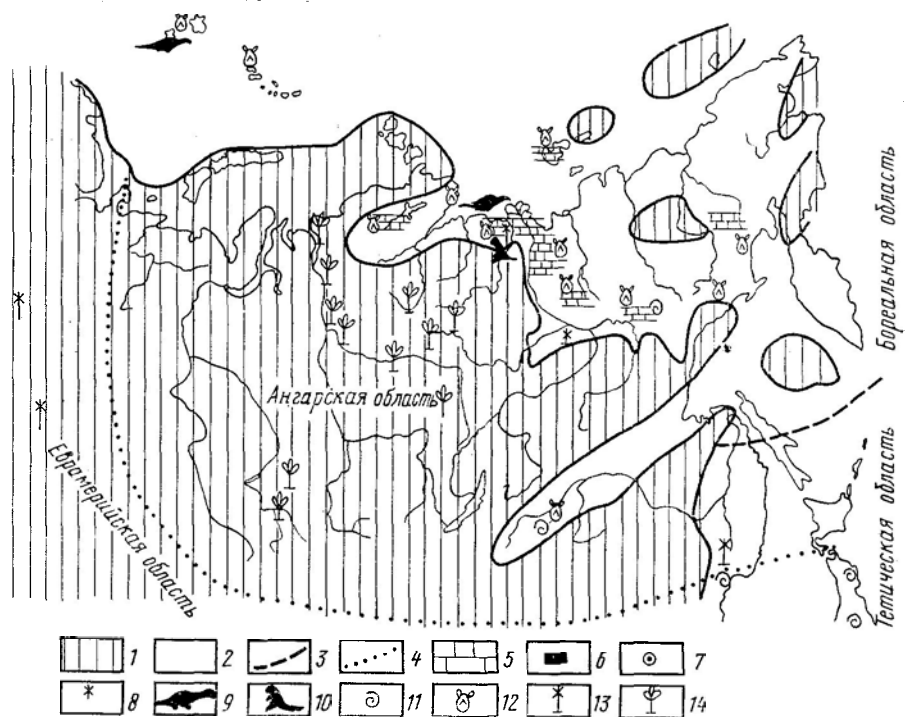 Бореальная область
Ангарская область
Еврамерийская область
Тетическая область
1 2 3 4 5 6 7
8 9 10 11 12 13 14